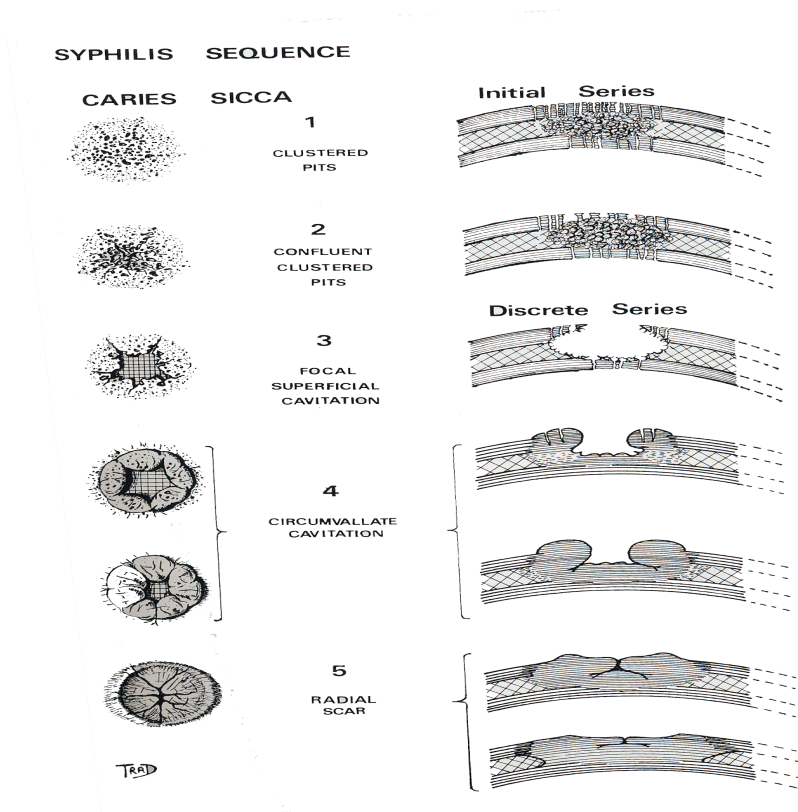 SYPHILIS SEQUENCE
CARIES SICCA
Initial Series
1
CLUSTERED
PITS
2
CONFLUENT
CLUSTERED
PITS
Discrete Series
3
FOCAL
SUPERFICIAL
CAVITATION
4
CIRCUMVALLATE
CAVITATION
5
RADIAL
SCAR
TRAD